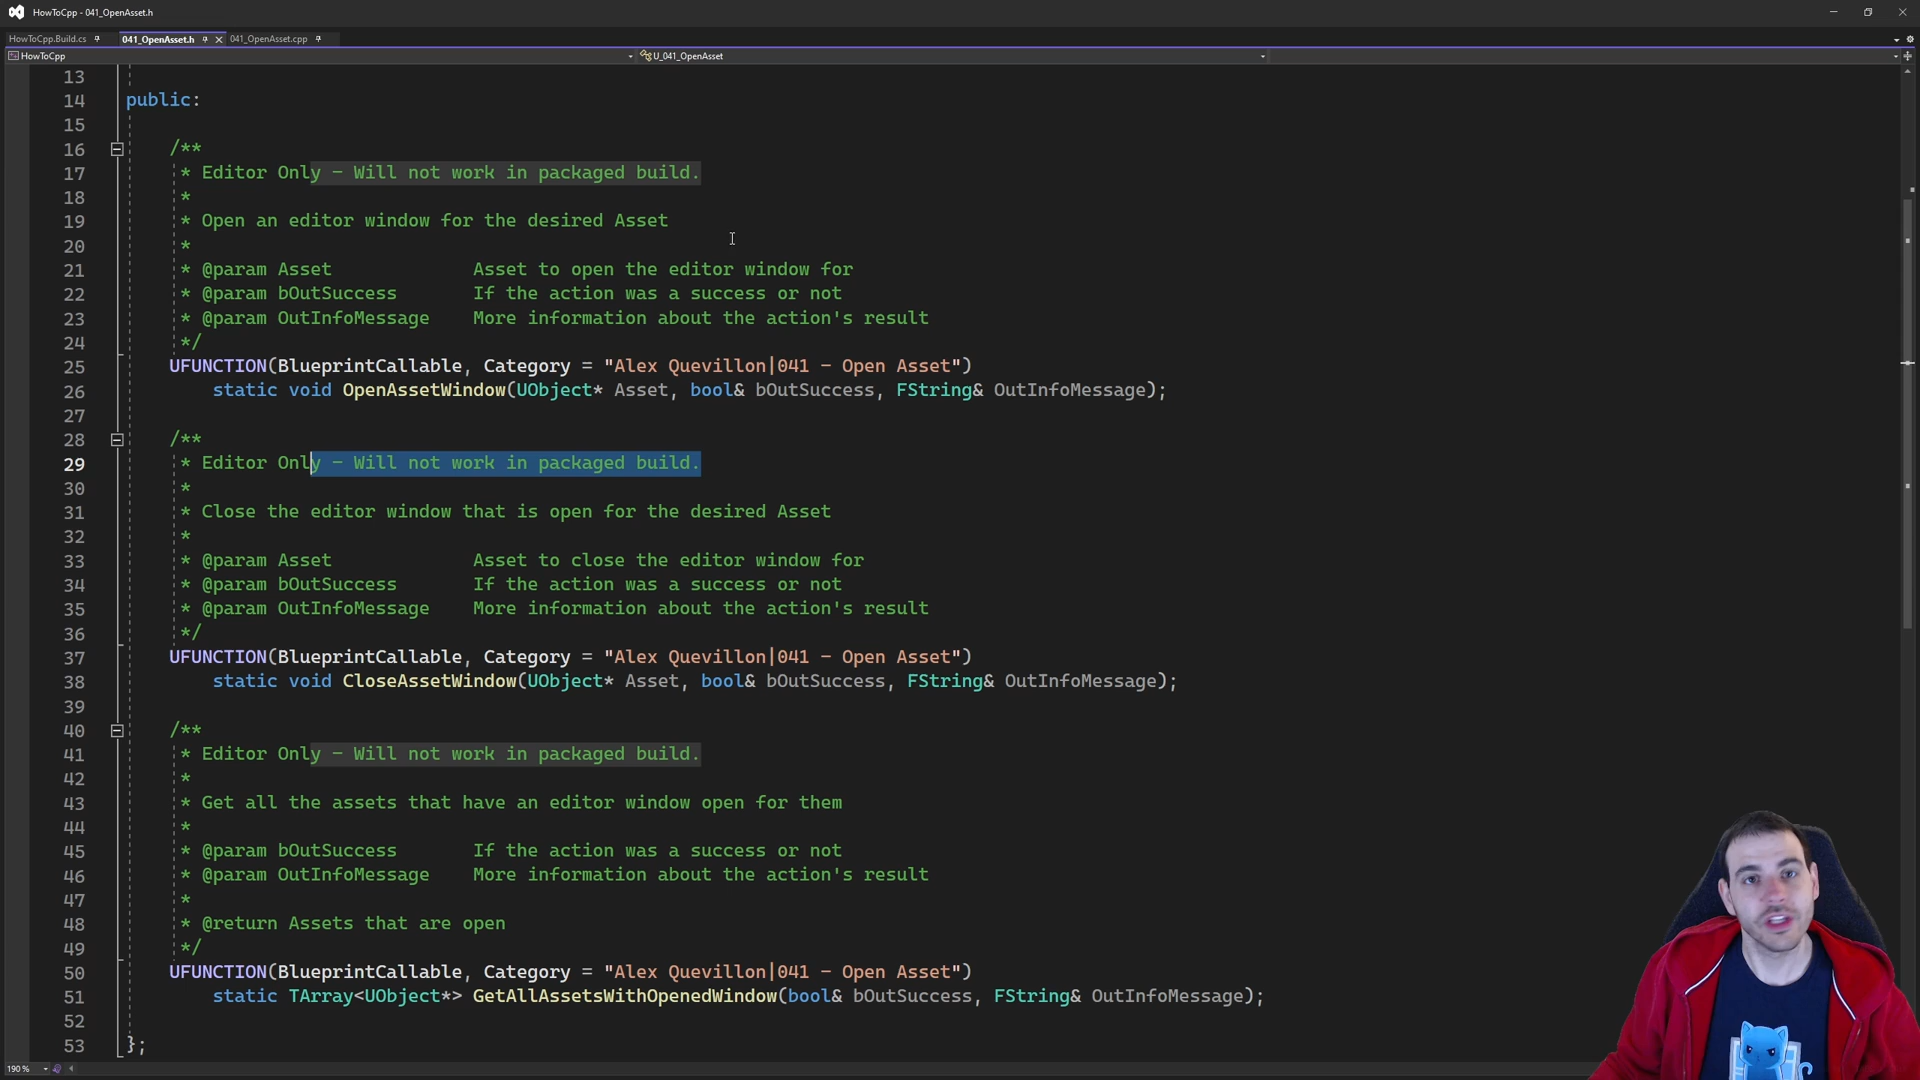 HowToCpp - 041_OpenAsset.h
HowToCpp.Build.cs 041_OpenAsset.h 041_OpenAsset.cpp
HowToCpp U_041_OpenAsset
13
14 public:
15
16 /**
17 * Editor Only - Will not work in packaged build.
18 *
19 * Open an editor window for the desired Asset
20 *
21 * @param Asset Asset to open the editor window for
22 * @param bOutSuccess If the action was a success or not
23 * @param OutInfoMessage More information about the action's result
24 */
25 UFUNCTION(BlueprintCallable, Category = "Alex Quevillon|041 - Open Asset")
26 static void OpenAssetWindow(UObject* Asset, bool& bOutSuccess, FString& OutInfoMessage);
27
28 /**
29 * Editor Only - Will not work in packaged build.
30 *
31 * Close the editor window that is open for the desired Asset
32 *
33 * @param Asset Asset to close the editor window for
34 * @param bOutSuccess If the action was a success or not
35 * @param OutInfoMessage More information about the action's result
36 */
37 UFUNCTION(BlueprintCallable, Category = "Alex Quevillon|041 - Open Asset")
38 static void CloseAssetWindow(UObject* Asset, bool& bOutSuccess, FString& OutInfoMessage);
39
40 /**
41 * Editor Only - Will not work in packaged build.
42 *
43 * Get all the assets that have an editor window open for them
44 *
45 * @param bOutSuccess If the action was a success or not
46 * @param OutInfoMessage More information about the action's result
47 *
48 * @return Assets that are open
49 */
50 UFUNCTION(BlueprintCallable, Category = "Alex Quevillon|041 - Open Asset")
51 static TArray<UObject*> GetAllAssetsWithOpenedWindow(bool& bOutSuccess, FString& OutInfoMessage);
52
53 };
190 %